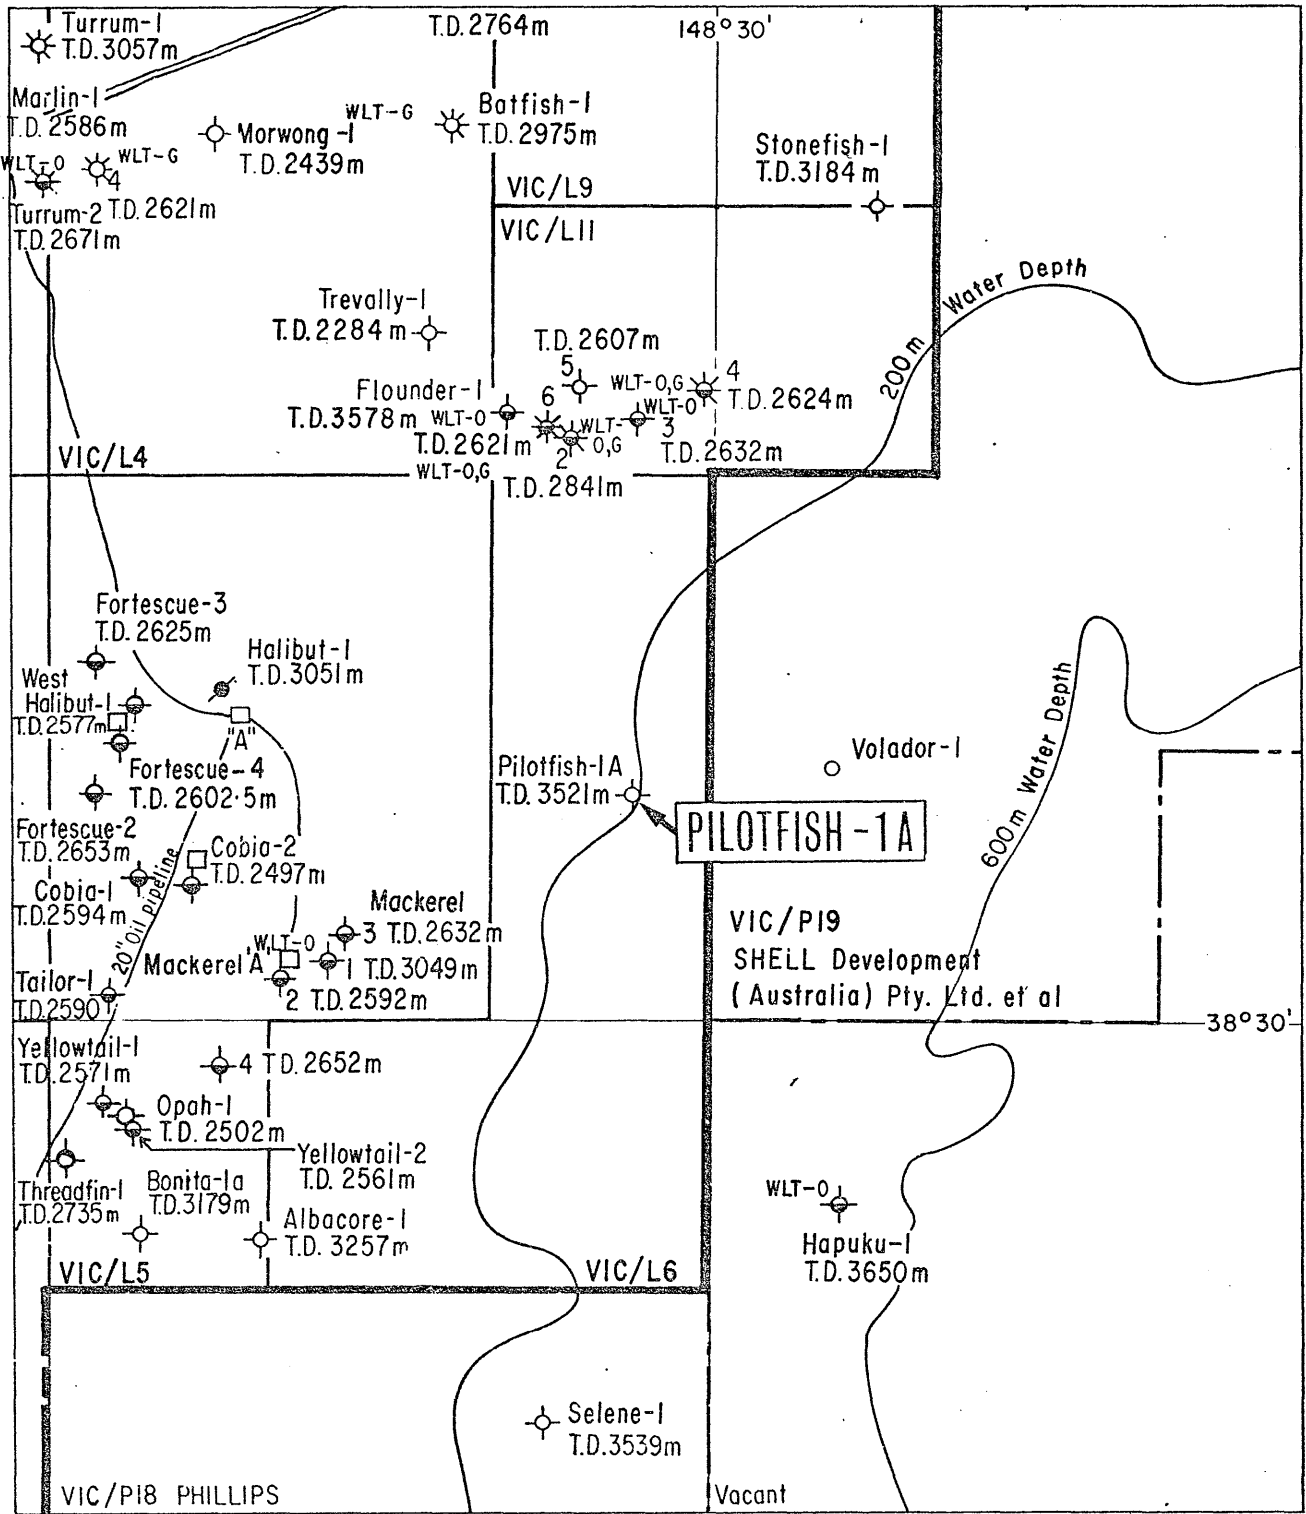 Turrum-1
T.D. 3057m
T.D. 2764m
148°30'
Marlin-1
T.D. 2586m
WLT-G
Batfish-1
T.D. 2975m
Morwong-1
T.D. 2439m
Stonefish-1
T.D. 3184m
WLT-O
WLT-G
4
Turrum-2
T.D. 2621m
T.D. 2671m
VIC/L9
VIC/L11
Water Depth
200m
Trevally-1
T.D. 2284m
T.D. 2607m
5
WLT-O,G
4
T.D. 2624m
Flounder-1
T.D. 3578m
WLT-O
6
WLT-O
3
T.D. 2632m
T.D. 2621m
WLT-O,G
WLT-
O,G
2
T.D. 2841m
VIC/L4
Fortescue-3
T.D. 2625m
Halibut-1
T.D. 3051m
West
Halibut-1
T.D. 2577m
"A"
Fortescue-4
T.D. 2602·5m
Pilotfish-1A
T.D. 3521m
Volador-1
600m Water Depth
PILOTFISH-1A
Fortescue-2
T.D. 2653m
20" Oil pipeline
Cobia-2
T.D. 2497m
Cobia-1
T.D. 2594m
Mackerel
3 T.D. 2632m
WLT-O
Mackerel 'A'
1 T.D. 3049m
2 T.D. 2592m
Tailor-1
T.D. 2590
VIC/P19
SHELL Development
(Australia) Pty. Ltd. et al
38°30'
Yellowtail-1
T.D. 2571m
4 T.D. 2652m
Opah-1
T.D. 2502m
Yellowtail-2
T.D. 2561m
Threadfin-1
T.D. 2735m
Bonita-1a
T.D. 3179m
Albacore-1
T.D. 3257m
WLT-O
Hapuku-1
T.D. 3650m
VIC/L5
VIC/L6
Selene-1
T.D. 3539m
VIC/P18 PHILLIPS
Vacant